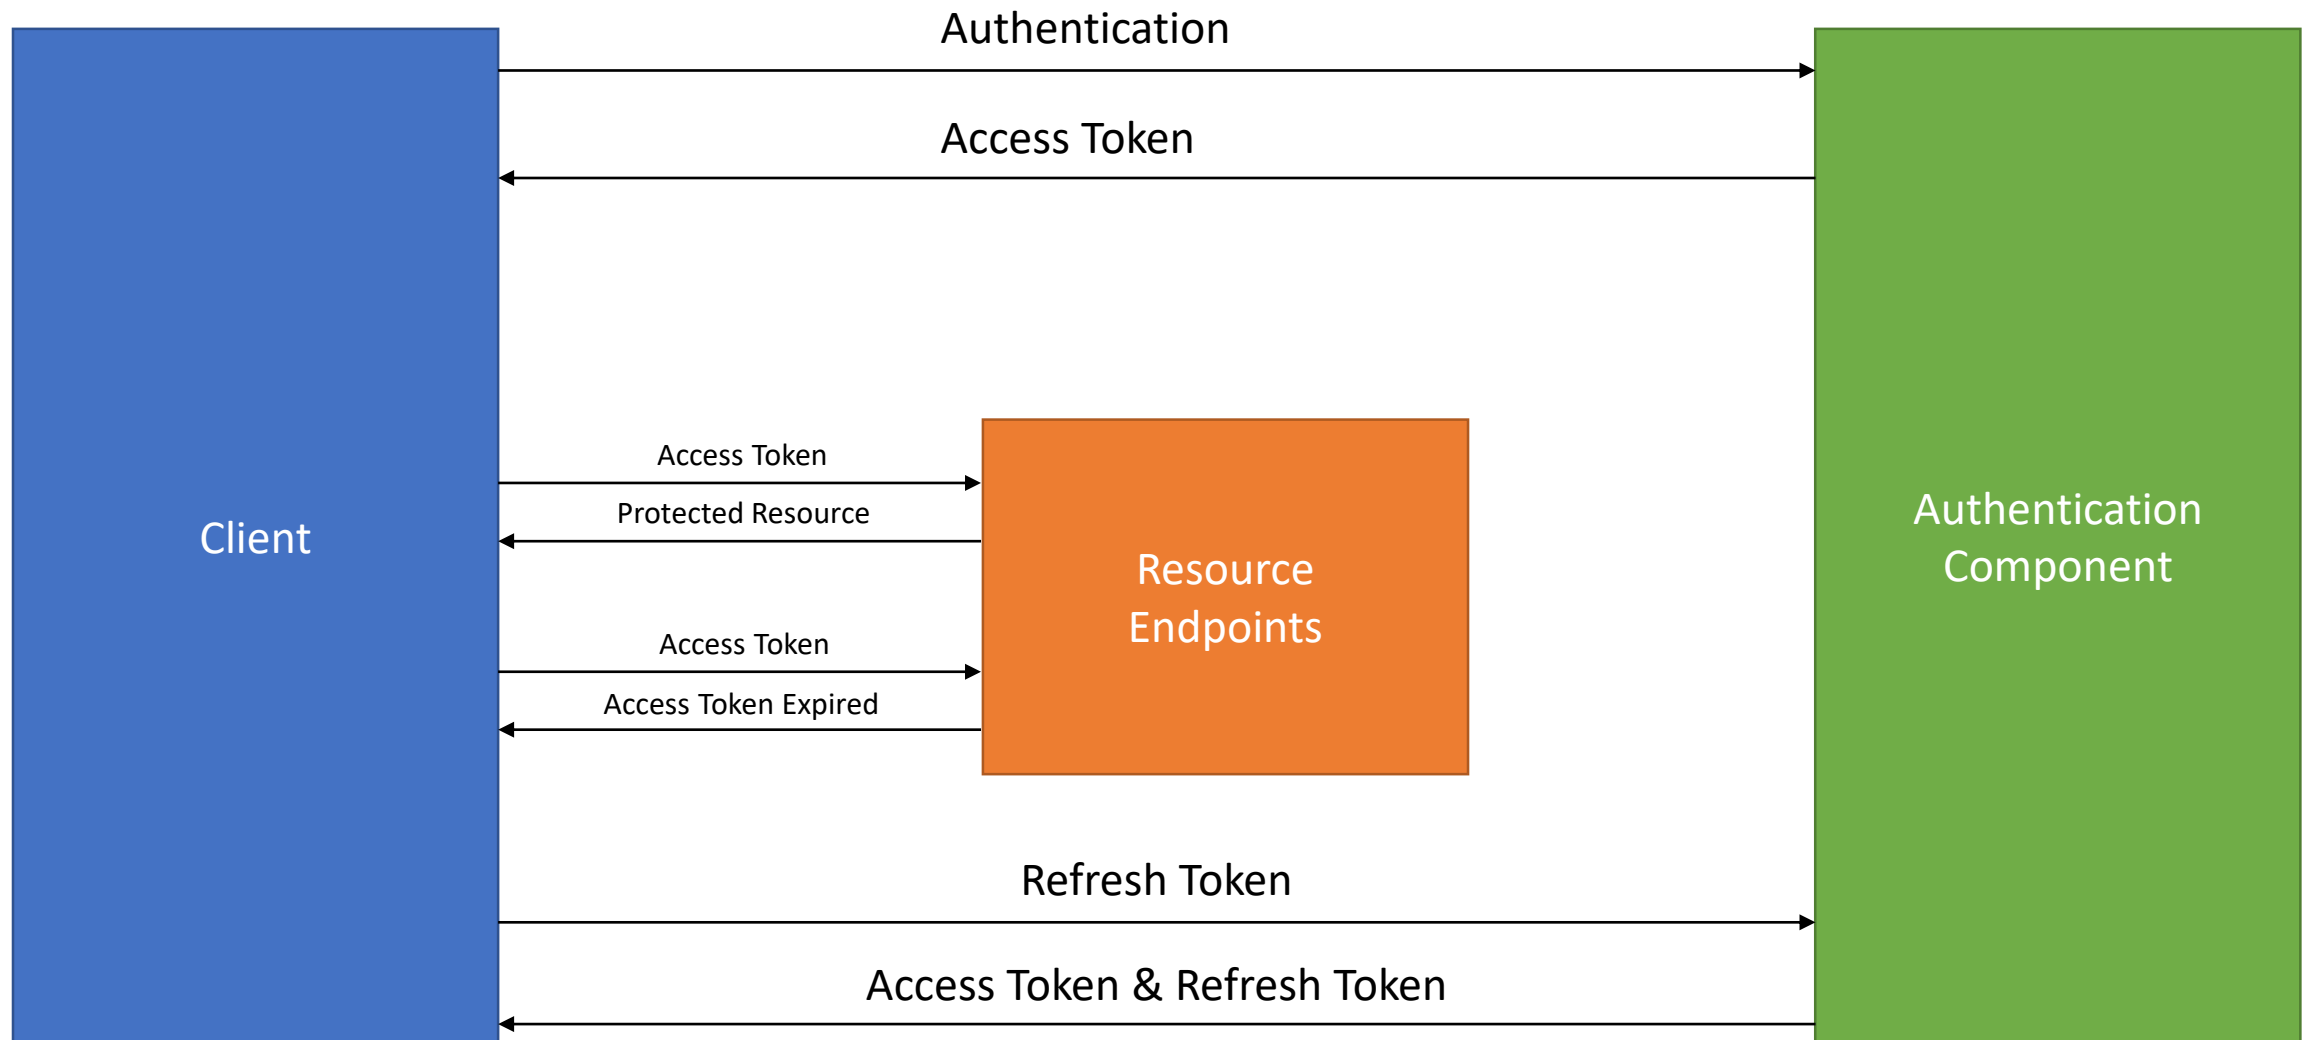 Authentication
Access Token
Access Token
Protected Resource
Access Token
Access Token Expired
Client
Resource
Endpoints
Authentication
Component
Refresh Token
Access Token & Refresh Token